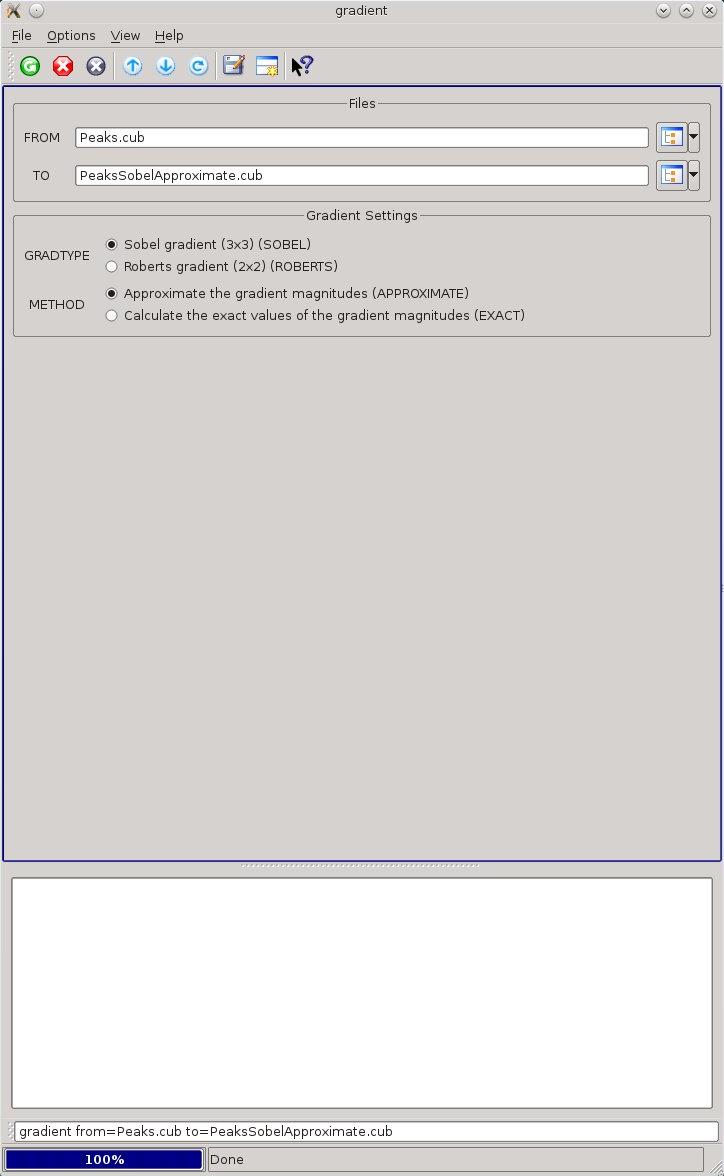 gradient
File Options View Help
G
Files
FROM Peaks.cub
TO PeaksSobelApproximate.cub
Gradient Settings
GRADTYPE
Sobel gradient (3x3) (SOBEL)
Roberts gradient (2x2) (ROBERTS)
METHOD
Approximate the gradient magnitudes (APPROXIMATE)
Calculate the exact values of the gradient magnitudes (EXACT)
gradient from=Peaks.cub to=PeaksSobelApproximate.cub
100% Done